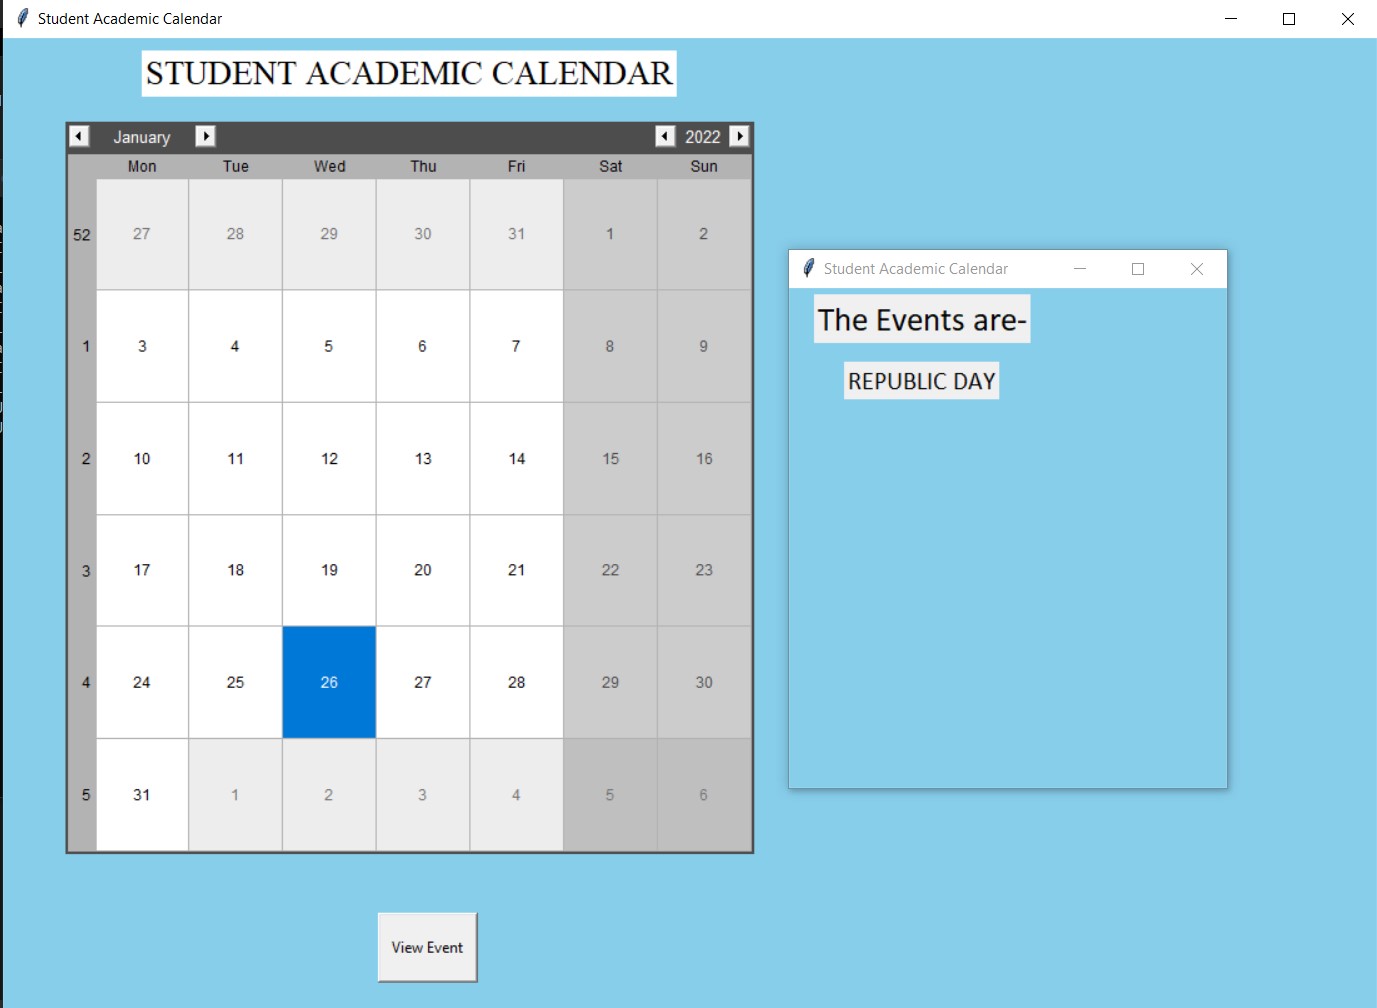 Student Academic Calendar
STUDENT ACADEMIC CALENDAR
January 2022
Mon Tue Wed Thu Fri Sat Sun
52 27 28 29 30 31 1 2
1 3 4 5 6 7 8 9
2 10 11 12 13 14 15 16
3 17 18 19 20 21 22 23
4 24 25 26 27 28 29 30
5 31 1 2 3 4 5 6
View Event
Student Academic Calendar
The Events are-
REPUBLIC DAY